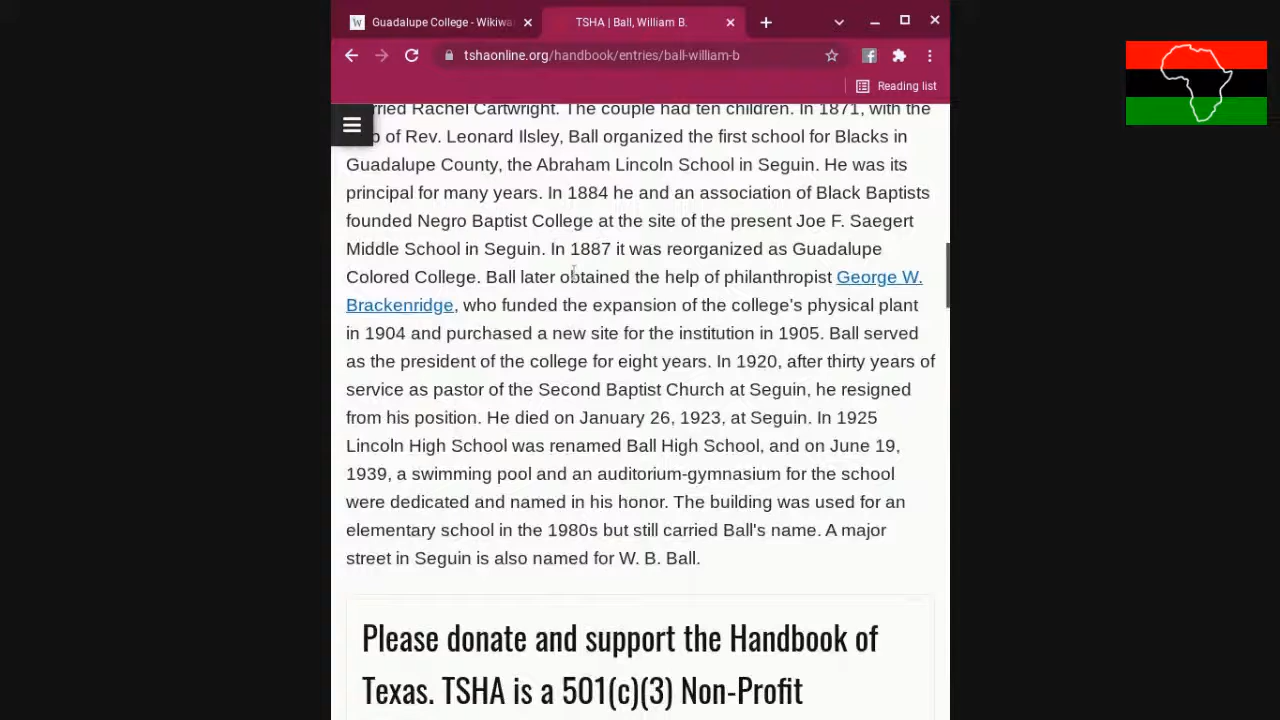 Guadalupe College - Wikiwa
TSHA | Ball, William B.
tshaonline.org/handbook/entries/ball-william-b
Reading list
rried Rachel Cartwright. The couple had ten children. In 1871, with the
p of Rev. Leonard Ilsley, Ball organized the first school for Blacks in
Guadalupe County, the Abraham Lincoln School in Seguin. He was its
principal for many years. In 1884 he and an association of Black Baptists
founded Negro Baptist College at the site of the present Joe F. Saegert
Middle School in Seguin. In 1887 it was reorganized as Guadalupe
Colored College. Ball later obtained the help of philanthropist George W.
Brackenridge, who funded the expansion of the college's physical plant
in 1904 and purchased a new site for the institution in 1905. Ball served
as the president of the college for eight years. In 1920, after thirty years of
service as pastor of the Second Baptist Church at Seguin, he resigned
from his position. He died on January 26, 1923, at Seguin. In 1925
Lincoln High School was renamed Ball High School, and on June 19,
1939, a swimming pool and an auditorium-gymnasium for the school
were dedicated and named in his honor. The building was used for an
elementary school in the 1980s but still carried Ball's name. A major
street in Seguin is also named for W. B. Ball.
Please donate and support the Handbook of
Texas. TSHA is a 501(c)(3) Non-Profit